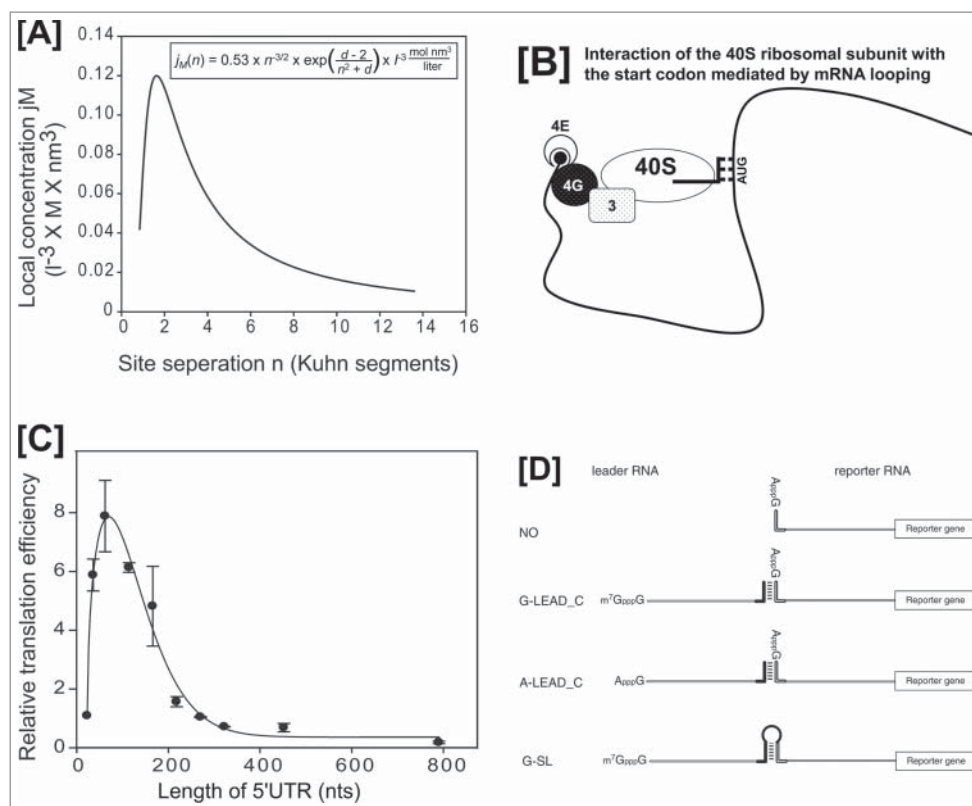 [A]
0.14
0.12
0.10
0.08
0.06
0.04
0.02
0
Local concentration jM
(l⁻³ X M X nm³)
j_M(n) = 0.53 x n^-3/2 x exp(d - 2 / n² + d) x l⁻³ mol nm³ / liter
0 2 4 6 8 10 12 14 16
Site seperation n (Kuhn segments)
[B] Interaction of the 40S ribosomal subunit with
the start codon mediated by mRNA looping
4E
4G
3
40S
AUG
[C]
Relative translation efficiency
8
6
4
2
0
0 200 400 600 800
Length of 5'UTR (nts)
[D]
leader RNA reporter RNA
ApppG
NO Reporter gene
ApppG
G-LEAD_C m⁷GpppG Reporter gene
ApppG
A-LEAD_C ApppG Reporter gene
G-SL m⁷GpppG Reporter gene